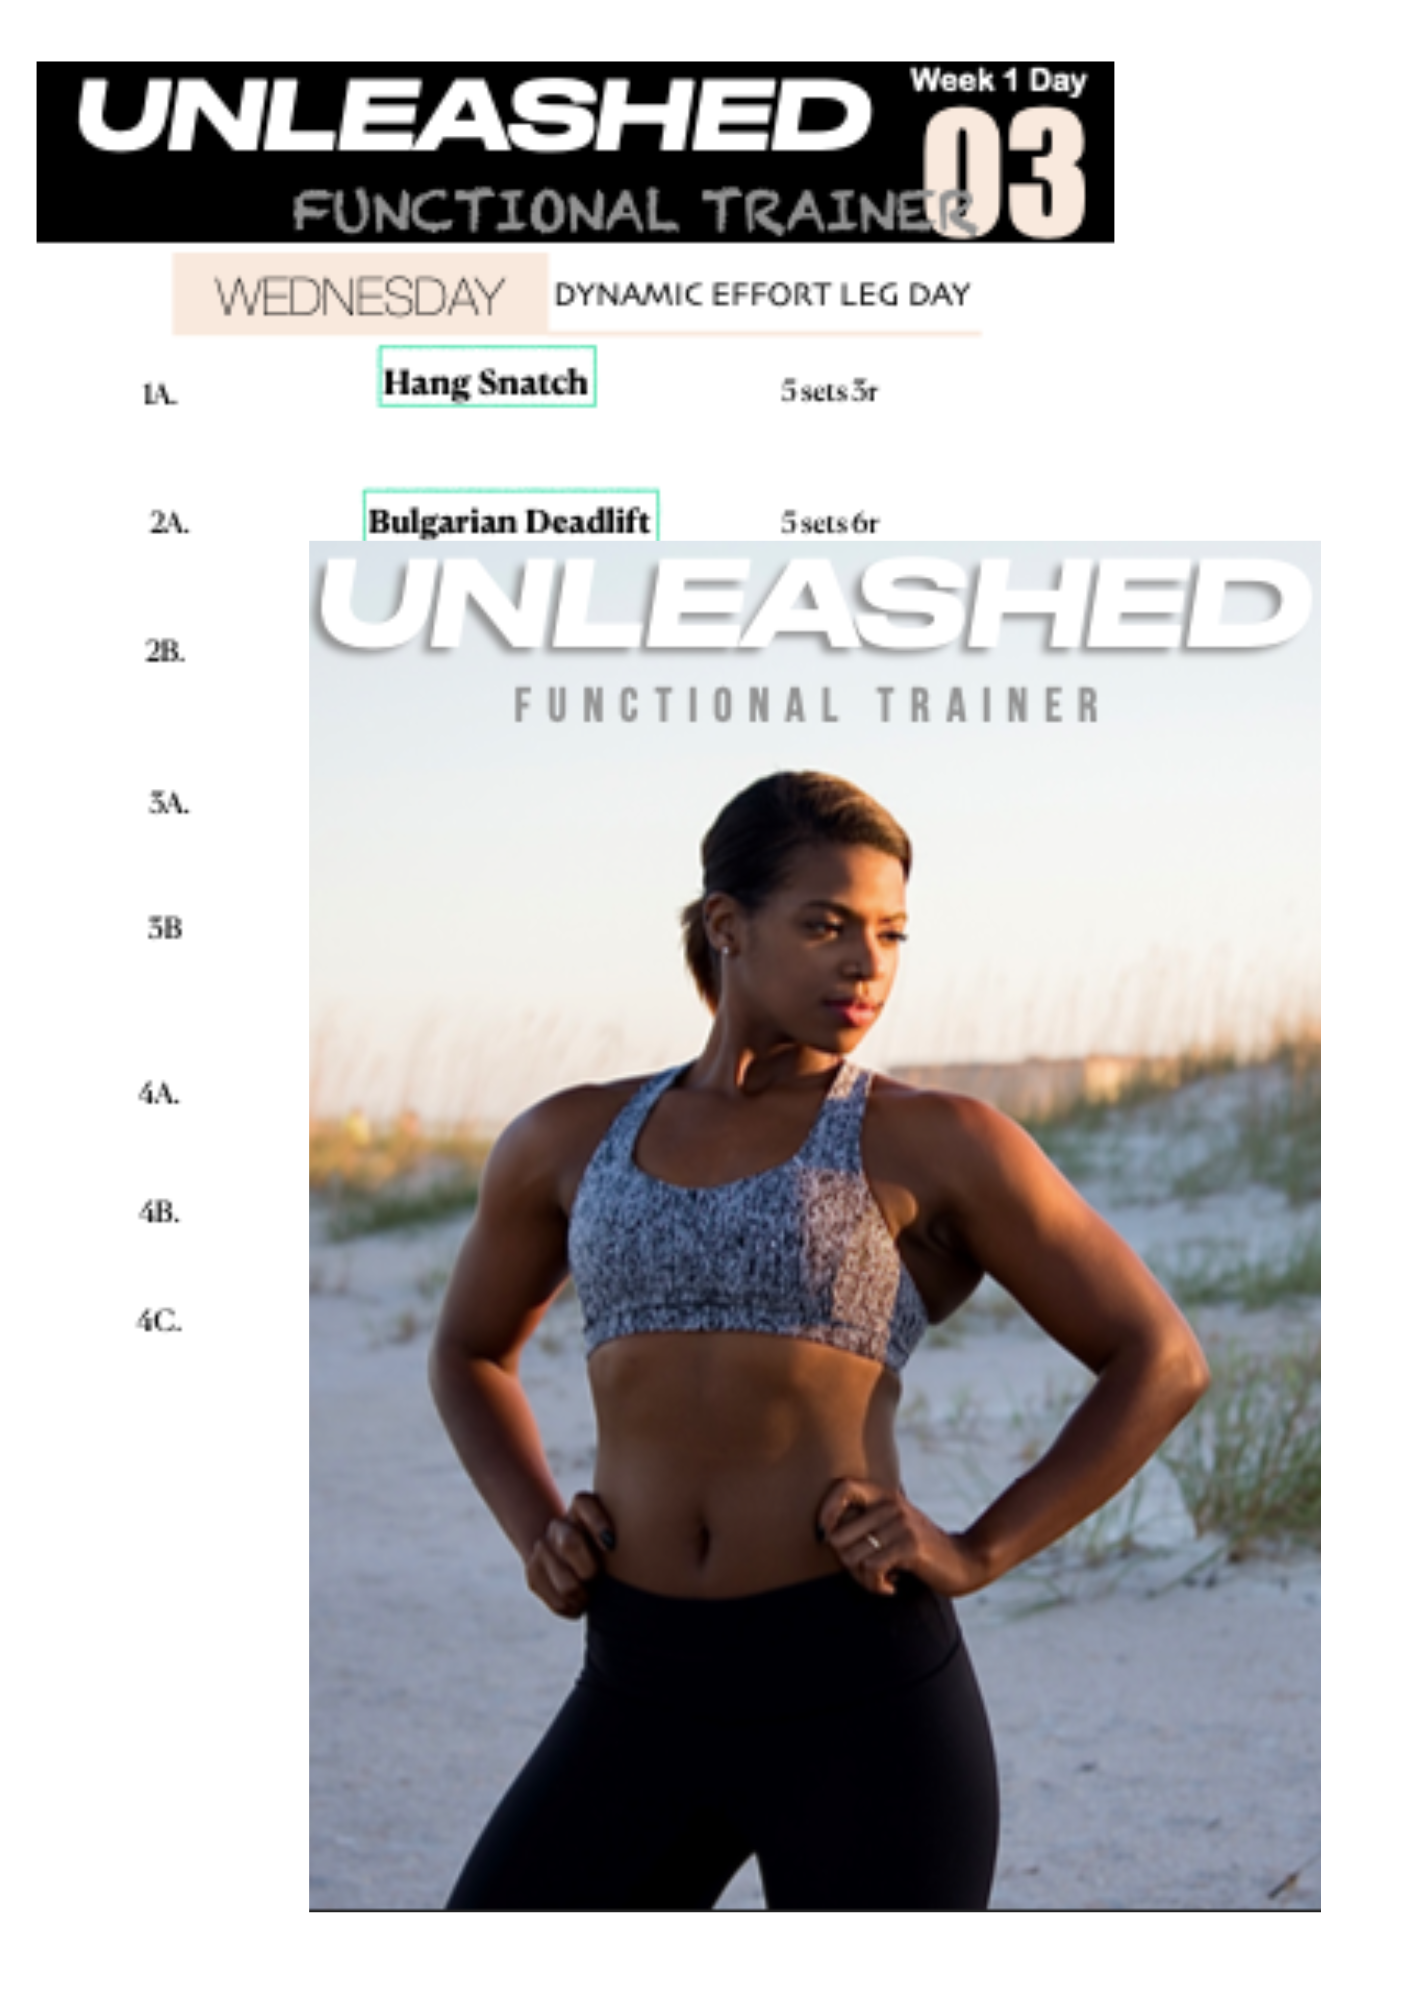 UNLEASHED
Week 1 Day
03
FUNCTIONAL TRAINER
WEDNESDAY DYNAMIC EFFORT LEG DAY
1A. Hang Snatch 5 sets 3r
2A. Bulgarian Deadlift 5 sets 6r
UNLEASHED
FUNCTIONAL TRAINER
2B.
3A.
3B
4A.
4B.
4C.